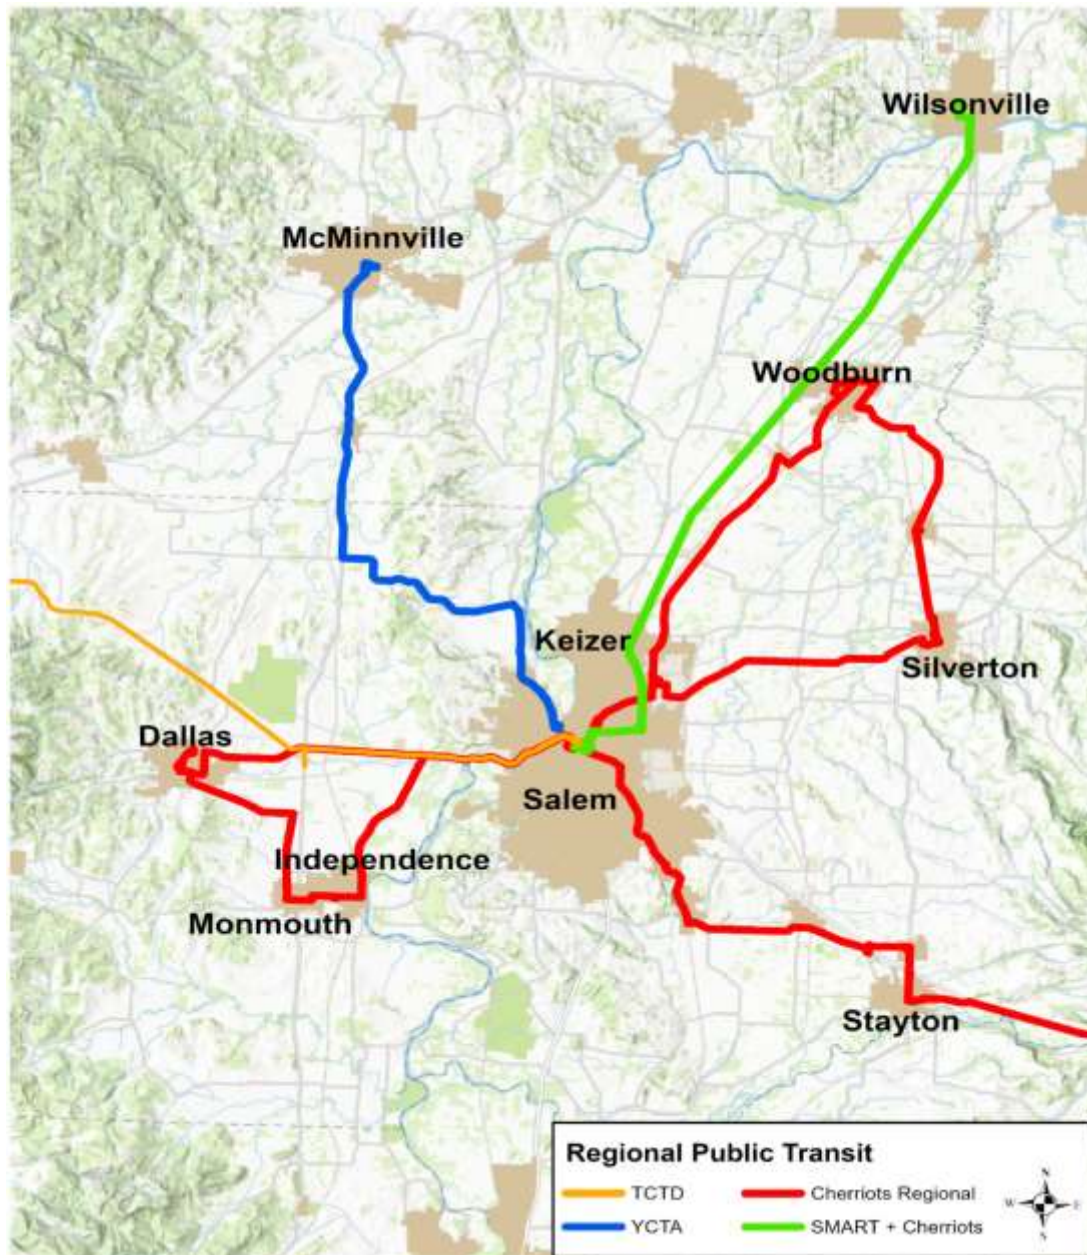 Wilsonville
McMinnville
Woodburn
Keizer
Silverton
Dallas
Salem
Independence
Monmouth
Stayton
Regional Public Transit
TCTD
Cherriots Regional
YCTA
SMART + Cherriots
N
W
E
S